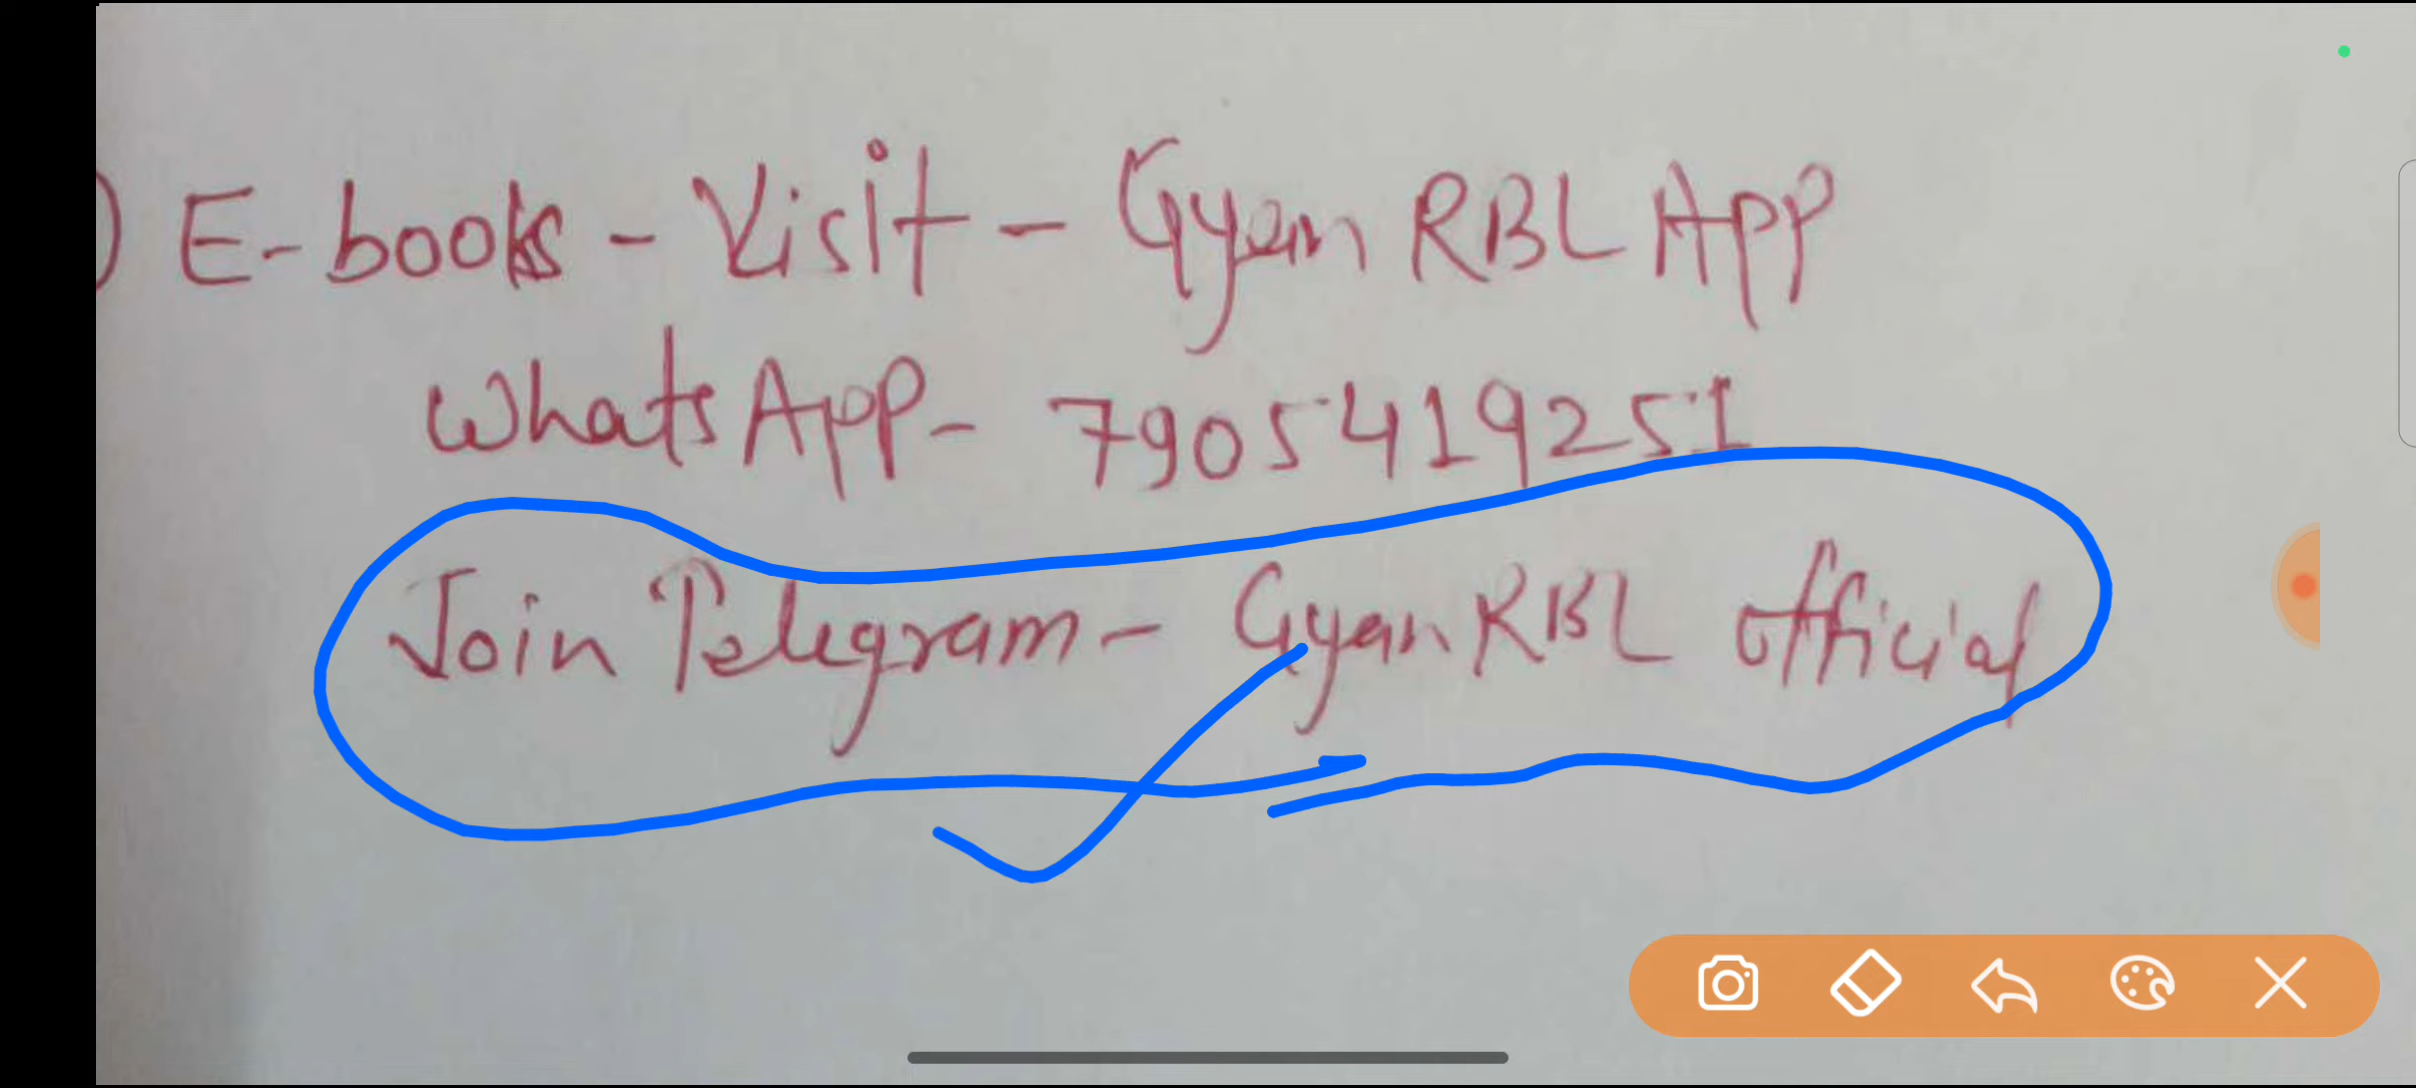 ) E-books - Visit - Gyan RBL App
WhatsApp - 7905419251
Join Telegram - Gyan RBL Official